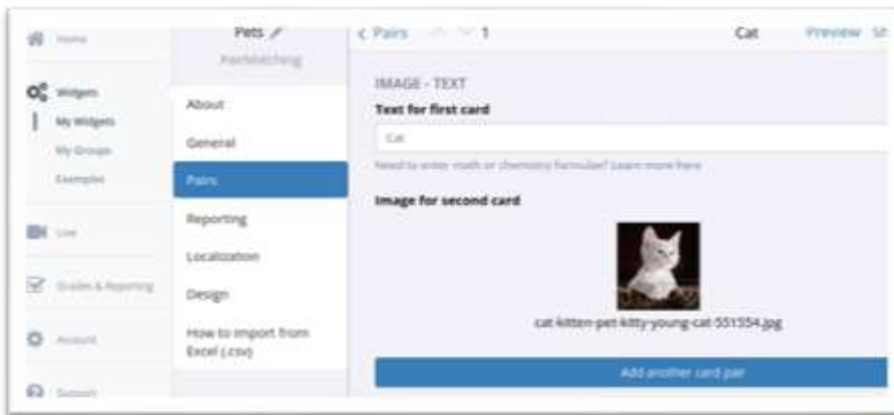 Home
Widgets
My Widgets
My Groups
Examples
Live
Grades & Reporting
Account
Support
Pets
PairMatching
About
General
Pairs
Reporting
Localization
Design
How to import from
Excel (.csv)
Pairs 1 Cat Preview Sh
IMAGE - TEXT
Text for first card
Cat
Need to enter math or chemistry formulas? Learn more here
Image for second card
cat-kitten-pet-kitty-young-cat-551554.jpg
Add another card pair